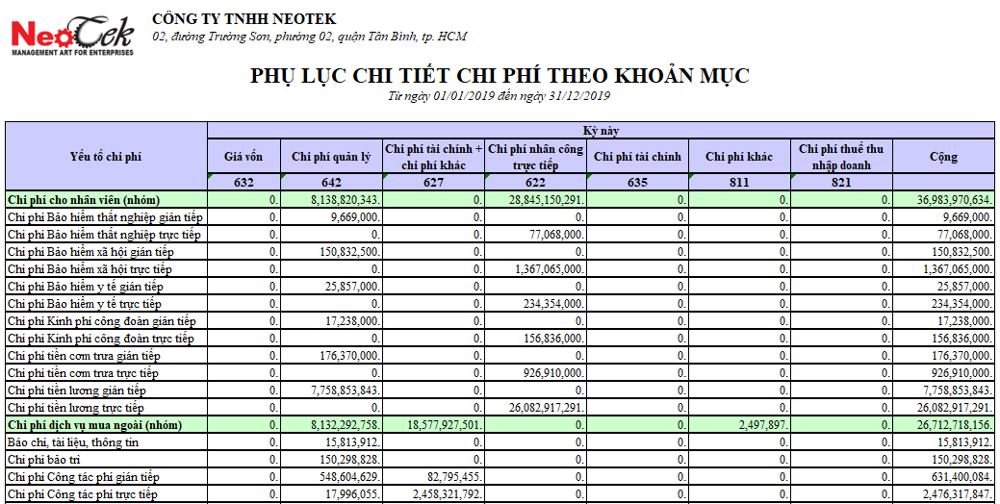 NeoTek
MANAGEMENT ART FOR ENTERPRISES
CÔNG TY TNHH NEOTEK
02, đường Trường Sơn, phường 02, quận Tân Bình, tp. HCM
PHỤ LỤC CHI TIẾT CHI PHÍ THEO KHOẢN MỤC
Từ ngày 01/01/2019 đến ngày 31/12/2019
Yếu tố chi phí Kỳ này
Giá vốn Chi phí quản lý Chi phí tài chính + chi phí khác Chi phí nhân công trực tiếp Chi phí tài chính Chi phí khác Chi phí thuế thu nhập doanh Cộng
632 642 627 622 635 811 821
Chi phí cho nhân viên (nhóm) 0. 8,138,820,343. 0. 28,845,150,291. 0. 0. 0. 36,983,970,634.
Chi phí Bảo hiểm thất nghiệp gián tiếp 0. 9,669,000. 0. 0. 0. 0. 0. 9,669,000.
Chi phí Bảo hiểm thất nghiệp trực tiếp 0. 0. 0. 77,068,000. 0. 0. 0. 77,068,000.
Chi phí Bảo hiểm xã hội gián tiếp 0. 150,832,500. 0. 0. 0. 0. 0. 150,832,500.
Chi phí Bảo hiểm xã hội trực tiếp 0. 0. 0. 1,367,065,000. 0. 0. 0. 1,367,065,000.
Chi phí Bảo hiểm y tế gián tiếp 0. 25,857,000. 0. 0. 0. 0. 0. 25,857,000.
Chi phí Bảo hiểm y tế trực tiếp 0. 0. 0. 234,354,000. 0. 0. 0. 234,354,000.
Chi phí Kinh phí công đoàn gián tiếp 0. 17,238,000. 0. 0. 0. 0. 0. 17,238,000.
Chi phí Kinh phí công đoàn trực tiếp 0. 0. 0. 156,836,000. 0. 0. 0. 156,836,000.
Chi phí tiền cơm trưa gián tiếp 0. 176,370,000. 0. 0. 0. 0. 0. 176,370,000.
Chi phí tiền cơm trưa trực tiếp 0. 0. 0. 926,910,000. 0. 0. 0. 926,910,000.
Chi phí tiền lương gián tiếp 0. 7,758,853,843. 0. 0. 0. 0. 0. 7,758,853,843.
Chi phí tiền lương trực tiếp 0. 0. 0. 26,082,917,291. 0. 0. 0. 26,082,917,291.
Chi phí dịch vụ mua ngoài (nhóm) 0. 8,132,292,758. 18,577,927,501. 0. 0. 2,497,897. 0. 26,712,718,156.
Báo chí, tài liệu, thông tin 0. 15,813,912. 0. 0. 0. 0. 0. 15,813,912.
Chi phí bảo trì 0. 150,298,828. 0. 0. 0. 0. 0. 150,298,828.
Chi phí Công tác phí gián tiếp 0. 548,604,629. 82,795,455. 0. 0. 0. 0. 631,400,084.
Chi phí Công tác phí trực tiếp 0. 17,996,055. 2,458,321,792. 0. 0. 0. 0. 2,476,317,847.